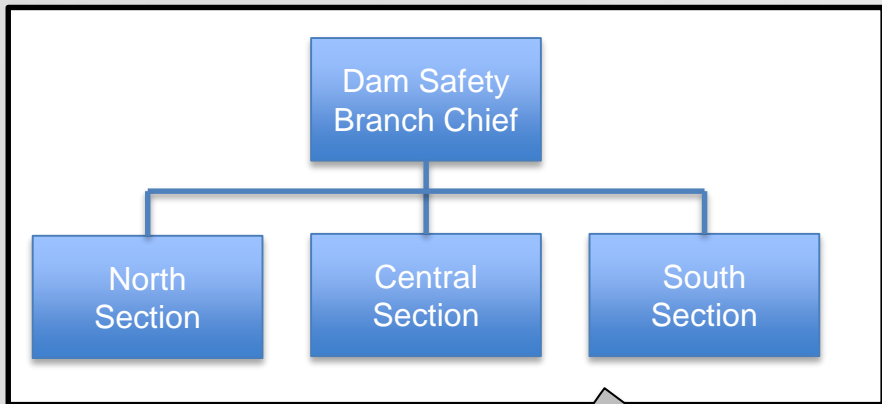 Dam Safety
Branch Chief
North
Section
Central
Section
South
Section